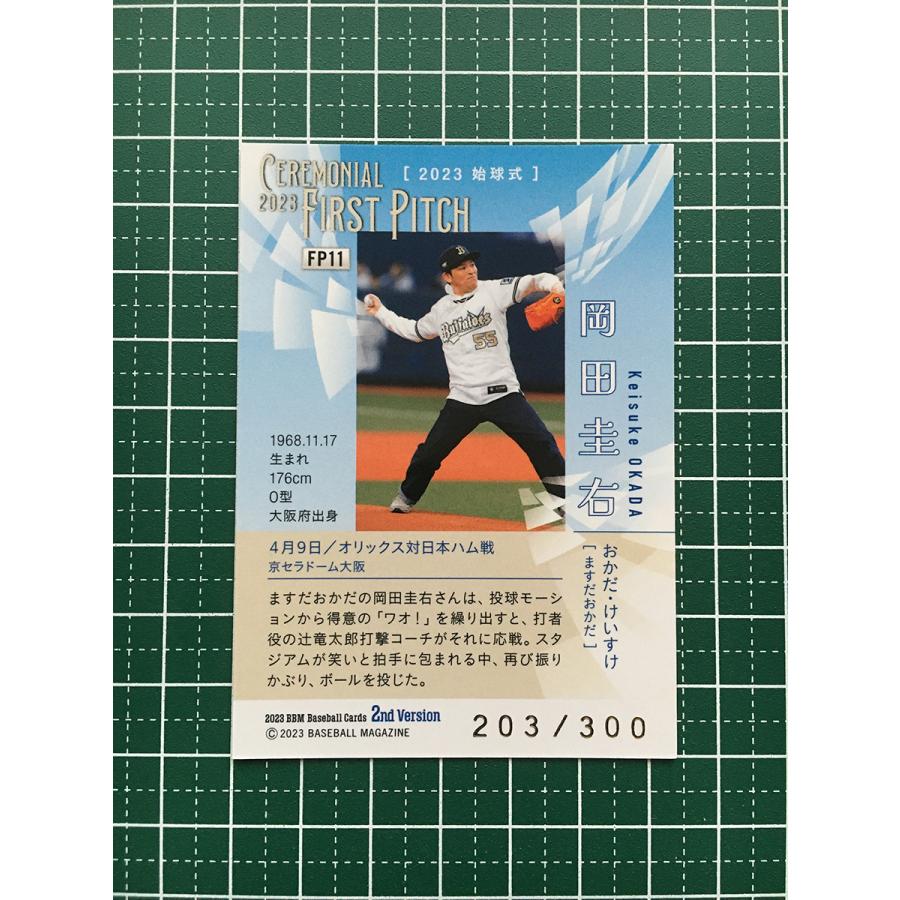 CEREMONIAL
2023 FIRST PITCH
[ 2023 始球式 ]
FP11
Buffaloes
55
岡田圭右
Keisuke OKADA
おかだ・けいすけ
[ ますだおかだ ]
1968.11.17
生まれ
176cm
O型
大阪府出身
4月9日／オリックス対日本ハム戦
京セラドーム大阪
ますだおかだの岡田圭右さんは、投球モーシ
ョンから得意の「ワオ！」を繰り出すと、打者
役の辻竜太郎打撃コーチがそれに応戦。スタ
ジアムが笑いと拍手に包まれる中、再び振り
かぶり、ボールを投じた。
2023 BBM Baseball Cards 2nd Version
© 2023 BASEBALL MAGAZINE
203/300